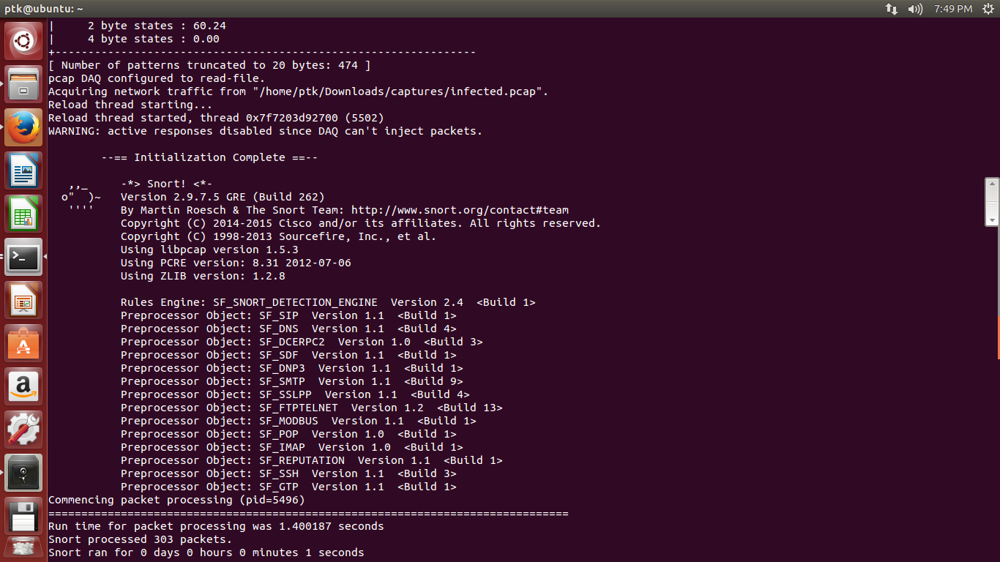 ptk@ubuntu: ~
7:49 PM
|     2 byte states : 60.24
|     4 byte states : 0.00
+----------------------------------------------------------------
[ Number of patterns truncated to 20 bytes: 474 ]
pcap DAQ configured to read-file.
Acquiring network traffic from "/home/ptk/Downloads/captures/infected.pcap".
Reload thread starting...
Reload thread started, thread 0x7f7203d92700 (5502)
WARNING: active responses disabled since DAQ can't inject packets.
        --== Initialization Complete ==--
   ,,_     -*> Snort! <*-
  o"  )~   Version 2.9.7.5 GRE (Build 262)
   ''''    By Martin Roesch & The Snort Team: http://www.snort.org/contact#team
           Copyright (C) 2014-2015 Cisco and/or its affiliates. All rights reserved.
           Copyright (C) 1998-2013 Sourcefire, Inc., et al.
           Using libpcap version 1.5.3
           Using PCRE version: 8.31 2012-07-06
           Using ZLIB version: 1.2.8
           Rules Engine: SF_SNORT_DETECTION_ENGINE  Version 2.4  <Build 1>
           Preprocessor Object: SF_SIP  Version 1.1  <Build 1>
           Preprocessor Object: SF_DNS  Version 1.1  <Build 4>
           Preprocessor Object: SF_DCERPC2  Version 1.0  <Build 3>
           Preprocessor Object: SF_SDF  Version 1.1  <Build 1>
           Preprocessor Object: SF_DNP3  Version 1.1  <Build 1>
           Preprocessor Object: SF_SMTP  Version 1.1  <Build 9>
           Preprocessor Object: SF_SSLPP  Version 1.1  <Build 4>
           Preprocessor Object: SF_FTPTELNET  Version 1.2  <Build 13>
           Preprocessor Object: SF_MODBUS  Version 1.1  <Build 1>
           Preprocessor Object: SF_POP  Version 1.0  <Build 1>
           Preprocessor Object: SF_IMAP  Version 1.0  <Build 1>
           Preprocessor Object: SF_REPUTATION  Version 1.1  <Build 1>
           Preprocessor Object: SF_SSH  Version 1.1  <Build 3>
           Preprocessor Object: SF_GTP  Version 1.1  <Build 1>
Commencing packet processing (pid=5496)
===============================================================================
Run time for packet processing was 1.400187 seconds
Snort processed 303 packets.
Snort ran for 0 days 0 hours 0 minutes 1 seconds